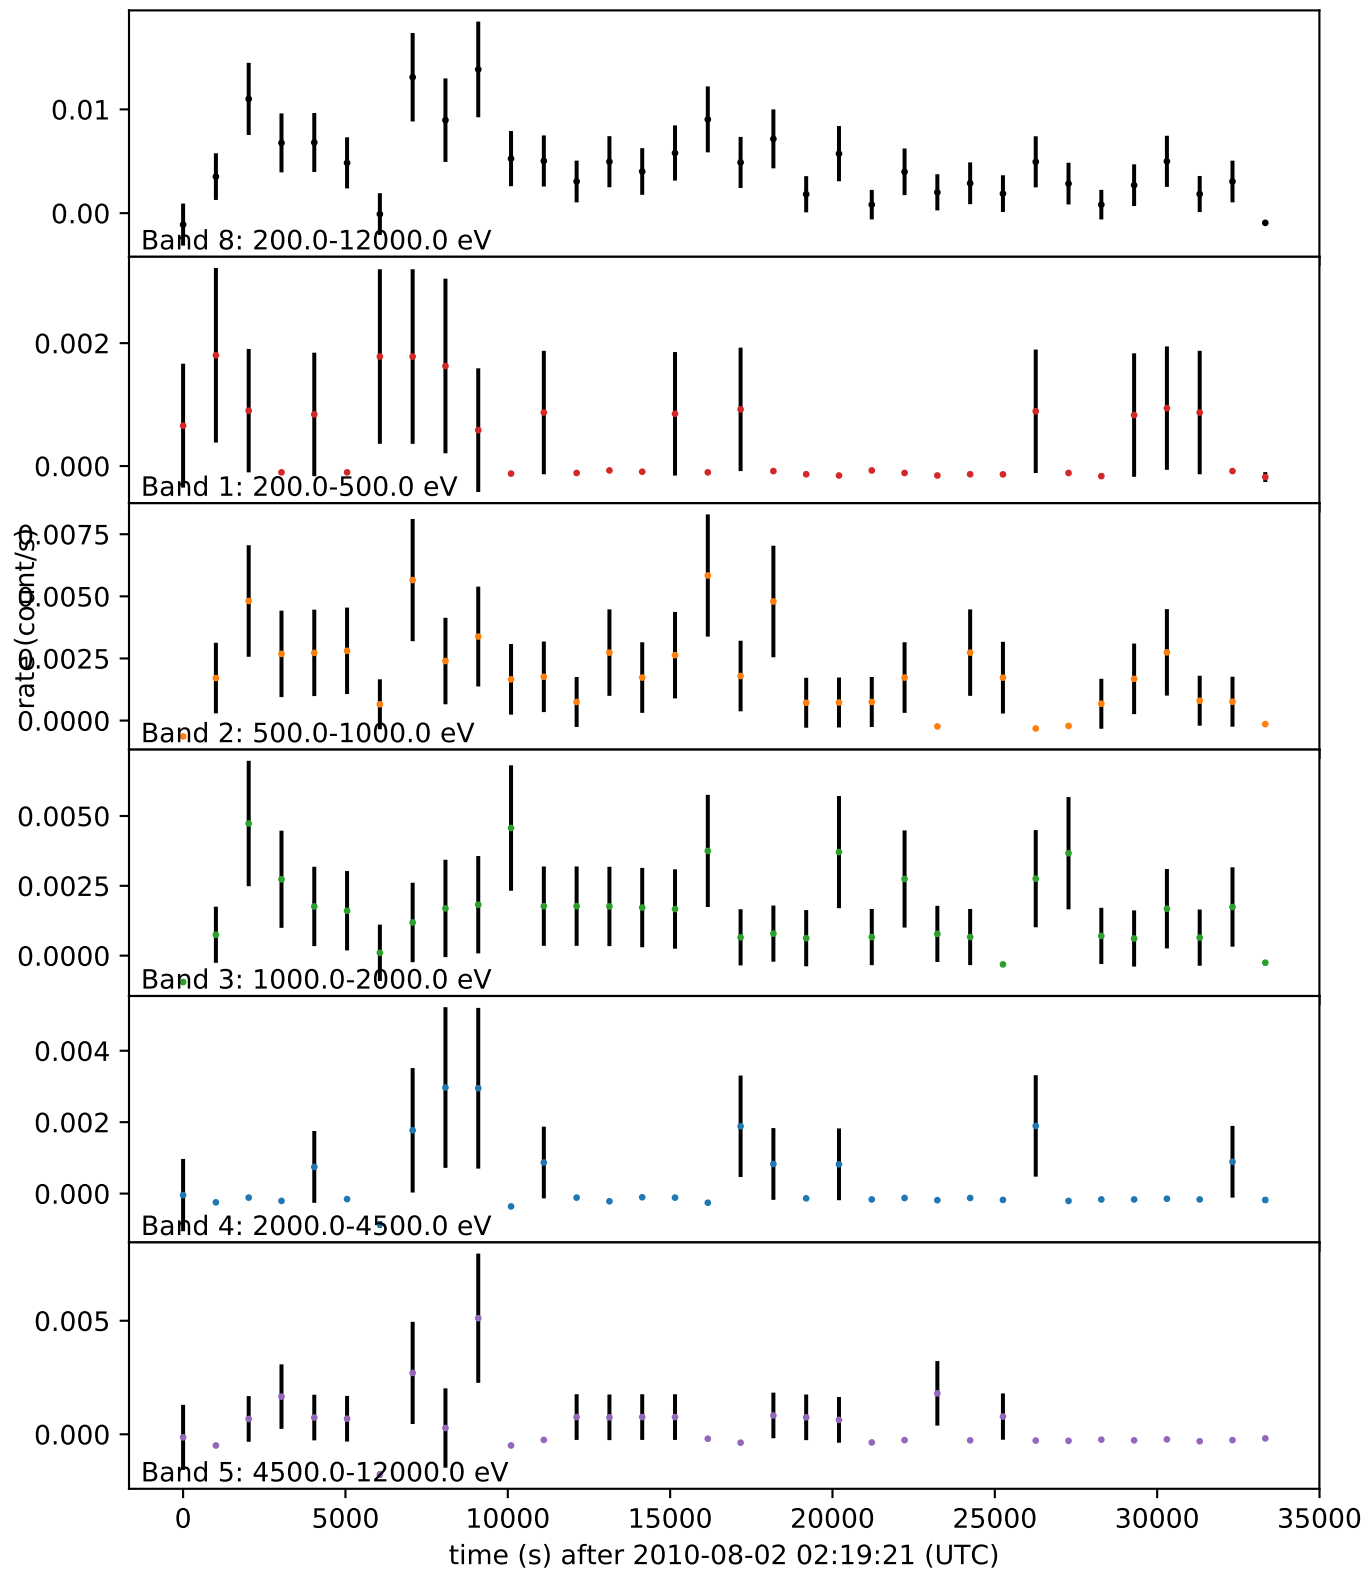 0.01
0.00
Band 8: 200.0-12000.0 eV
0.002
0.000
Band 1: 200.0-500.0 eV
rate (count/s)
0.0075
0.0050
0.0025
0.0000
Band 2: 500.0-1000.0 eV
0.0050
0.0025
0.0000
Band 3: 1000.0-2000.0 eV
0.004
0.002
0.000
Band 4: 2000.0-4500.0 eV
0.005
0.000
Band 5: 4500.0-12000.0 eV
0 5000 10000 15000 20000 25000 30000 35000
time (s) after 2010-08-02 02:19:21 (UTC)